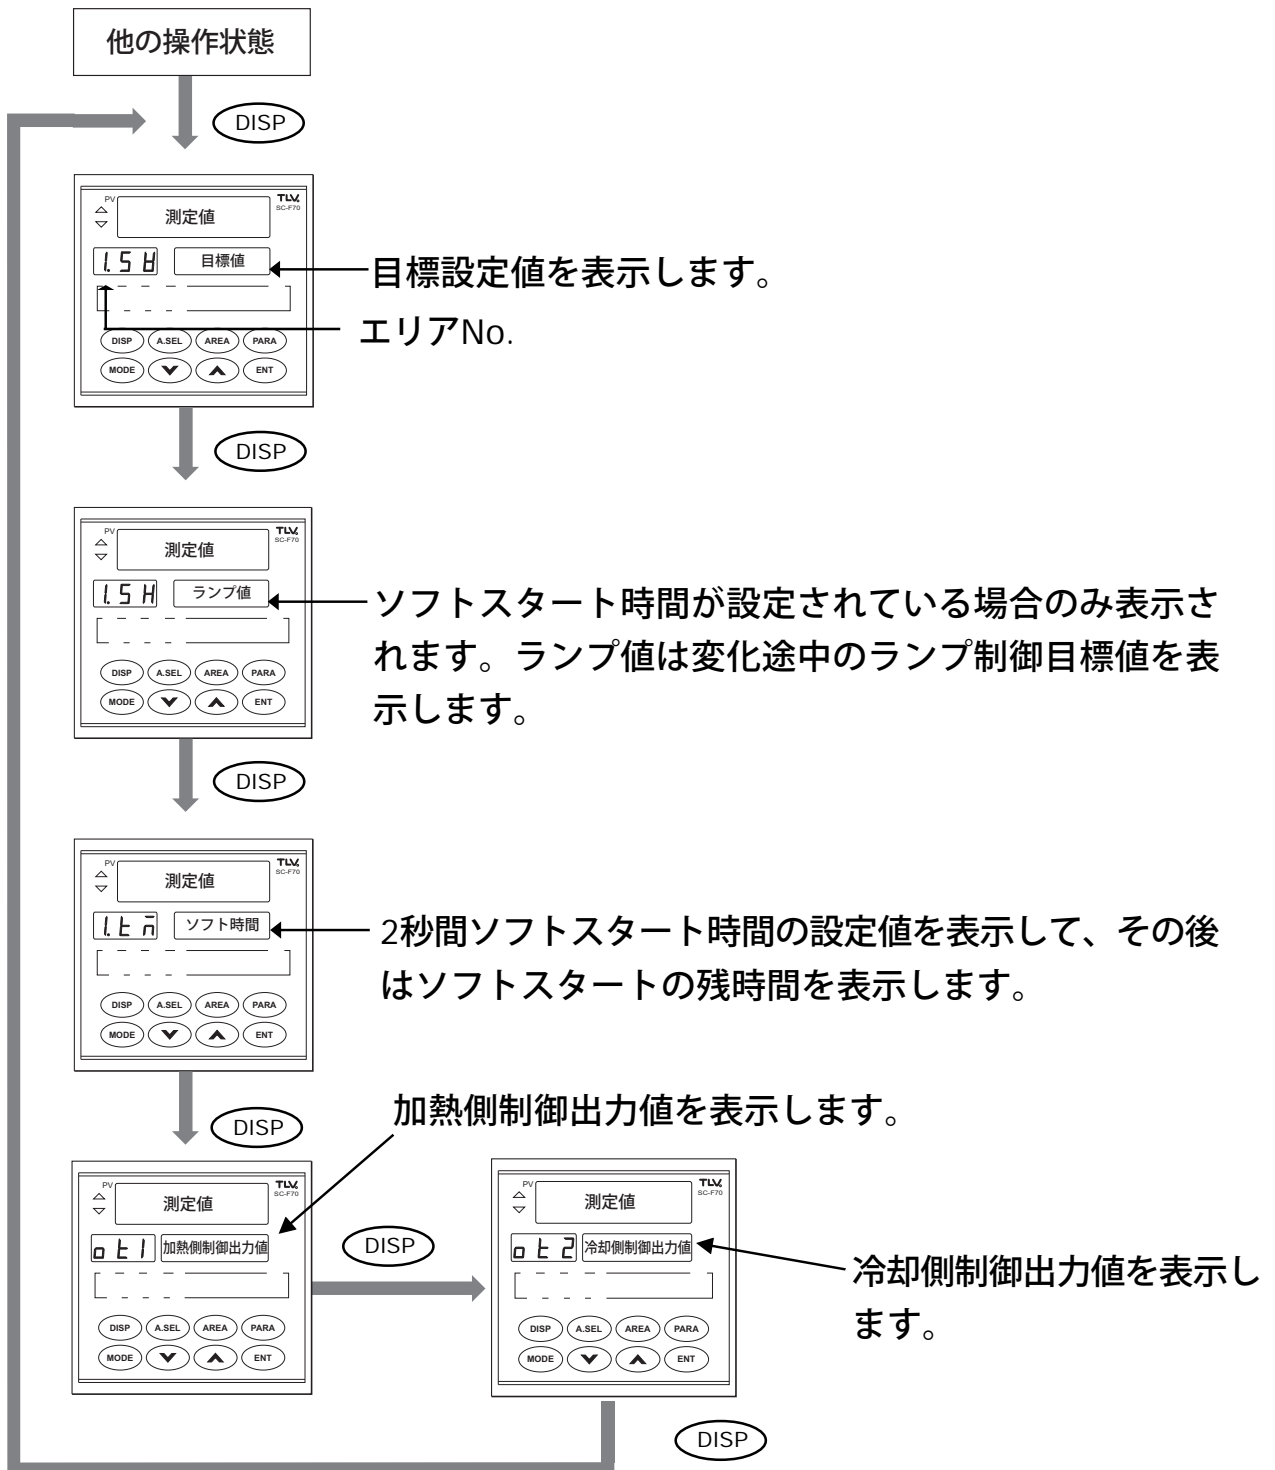 他の操作状態
DISP
PV
TLV
SC-F70
測定値
目標値
目標設定値を表示します。
エリアNo.
DISP A.SEL AREA PARA
MODE ENT
DISP
PV
TLV
SC-F70
測定値
1.SH ランプ値
ソフトスタート時間が設定されている場合のみ表示さ
れます。ランプ値は変化途中のランプ制御目標値を表
示します。
DISP A.SEL AREA PARA
MODE ENT
DISP
PV
TLV
SC-F70
測定値
ソフト時間
2秒間ソフトスタート時間の設定値を表示して、その後
はソフトスタートの残時間を表示します。
DISP A.SEL AREA PARA
MODE ENT
DISP
加熱側制御出力値を表示します。
PV
TLV
SC-F70
測定値
ot1 加熱側制御出力値
DISP A.SEL AREA PARA
MODE ENT
DISP
PV
TLV
SC-F70
測定値
ot2 冷却側制御出力値
冷却側制御出力値を表示し
ます。
DISP A.SEL AREA PARA
MODE ENT
DISP